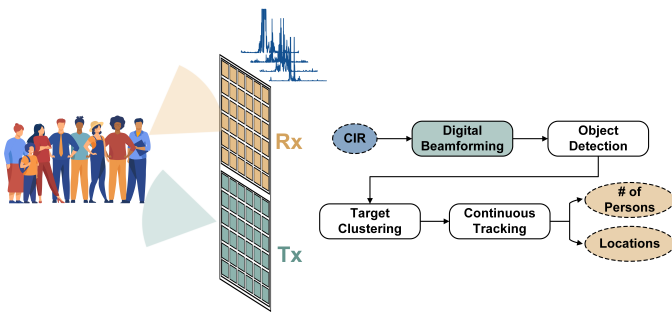 Rx
Tx
CIR
Digital
Beamforming
Object
Detection
Target
Clustering
Continuous
Tracking
# of
Persons
Locations